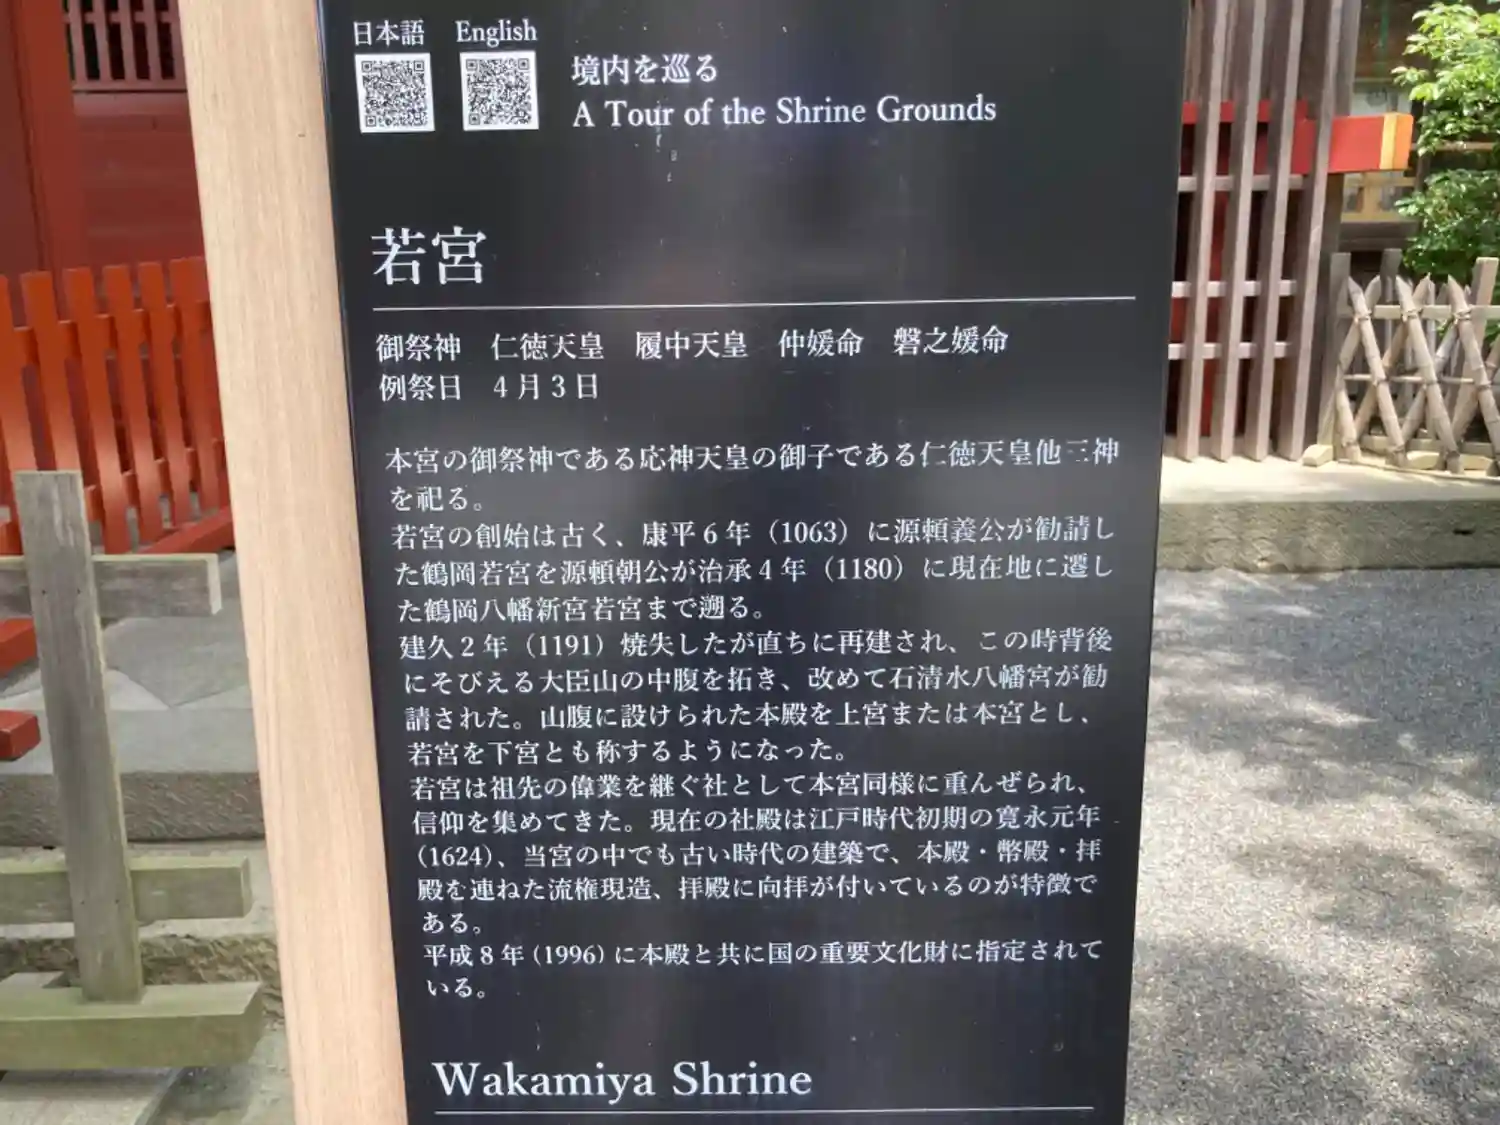 日本語 English
境内を巡る
A Tour of the Shrine Grounds
若宮
御祭神 仁徳天皇 履中天皇 仲媛命 磐之媛命
例祭日 4月3日
本宮の御祭神である応神天皇の御子である仁徳天皇他三神
を祀る。
若宮の創始は古く、康平6年（1063）に源頼義公が勧請し
た鶴岡若宮を源頼朝公が治承4年（1180）に現在地に遷し
た鶴岡八幡新宮若宮まで遡る。
建久2年（1191）焼失したが直ちに再建され、この時背後
にそびえる大臣山の中腹を拓き、改めて石清水八幡宮が勧
請された。山腹に設けられた本殿を上宮または本宮とし、
若宮を下宮とも称するようになった。
若宮は祖先の偉業を継ぐ社として本宮同様に重んぜられ、
信仰を集めてきた。現在の社殿は江戸時代初期の寛永元年
（1624）、当宮の中でも古い時代の建築で、本殿・幣殿・拝
殿を連ねた流権現造、拝殿に向拝が付いているのが特徴で
ある。
平成8年（1996）に本殿と共に国の重要文化財に指定されて
いる。
Wakamiya Shrine